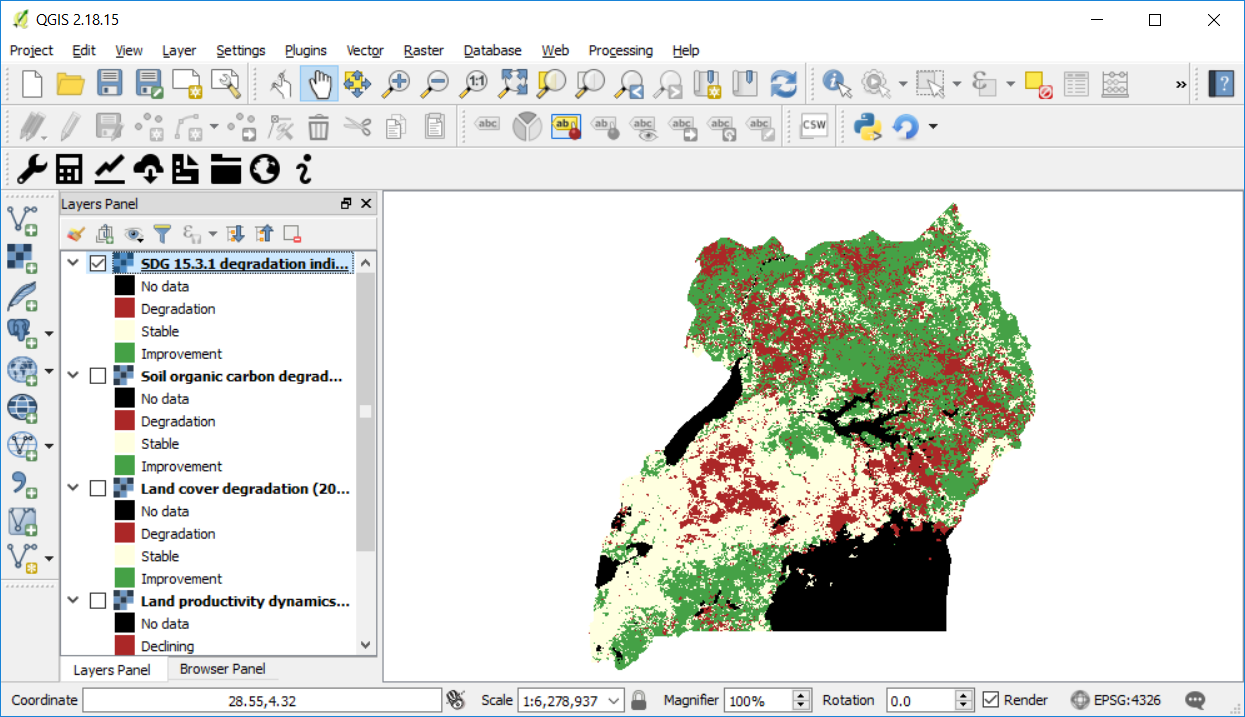 QGIS 2.18.15
Project Edit View Layer Settings Plugins Vector Raster Database Web Processing Help
1:1
»
?
abc ab ab abc abc abc abc CSW
Layers Panel
SDG 15.3.1 degradation indi...
No data
Degradation
Stable
Improvement
Soil organic carbon degrad...
No data
Degradation
Stable
Improvement
Land cover degradation (20...
No data
Degradation
Stable
Improvement
Land productivity dynamics...
No data
Declining
Layers Panel Browser Panel
Coordinate 28.55,4.32 Scale 1:6,278,937 Magnifier 100% Rotation 0.0 Render EPSG:4326